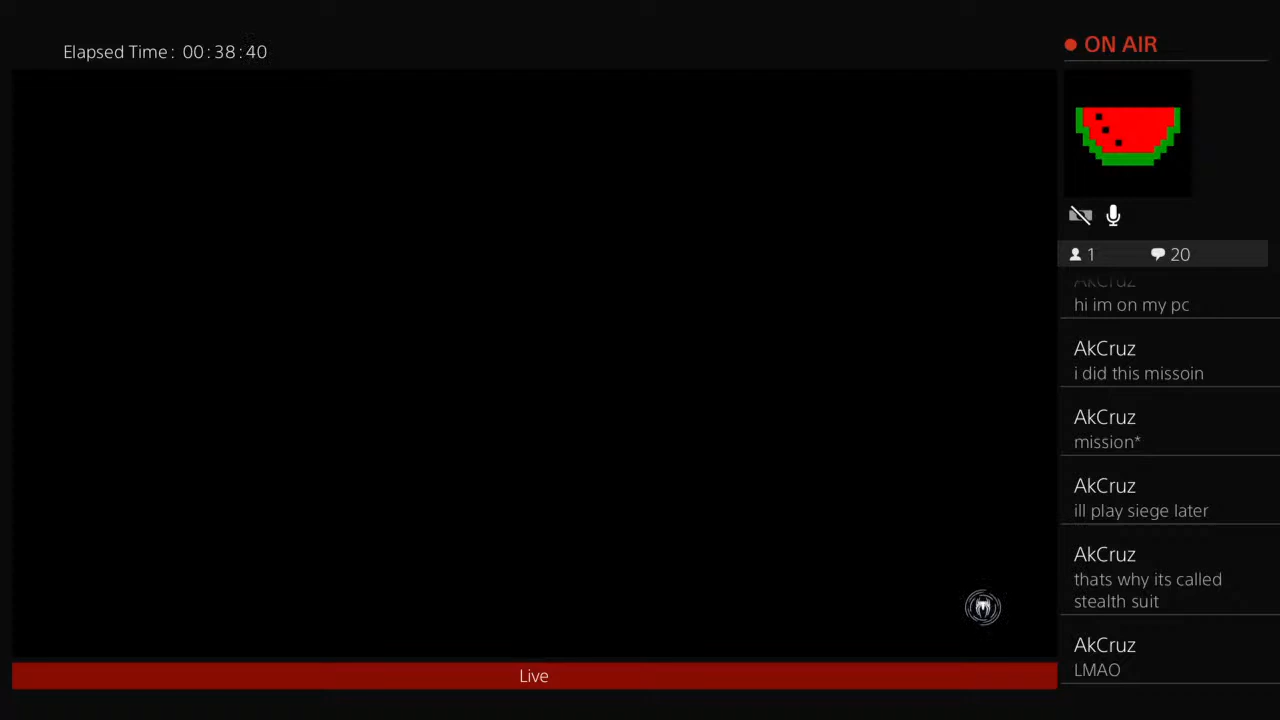 Elapsed Time: 00:38:40
ON AIR
1 20
AkCruz
hi im on my pc
AkCruz
i did this missoin
AkCruz
mission*
AkCruz
ill play siege later
AkCruz
thats why its called
stealth suit
AkCruz
LMAO
Live